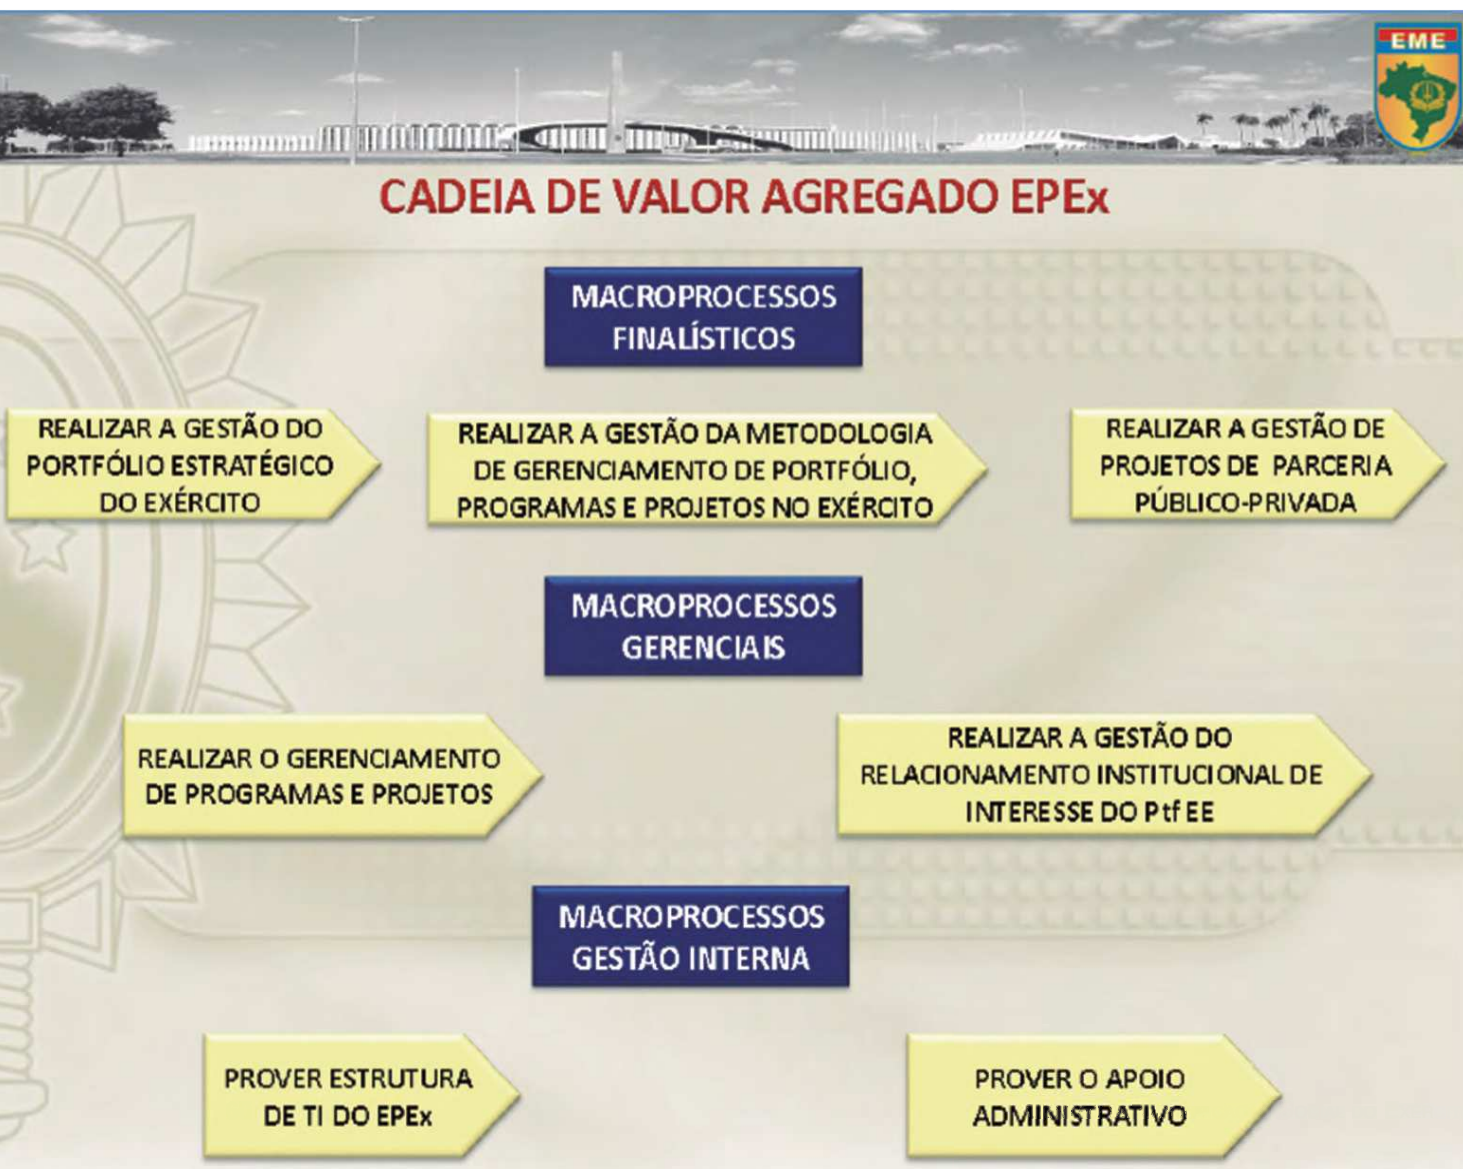 EME
CADEIA DE VALOR AGREGADO EPEx
MACROPROCESSOS
FINALÍSTICOS
REALIZAR A GESTÃO DO
PORTFÓLIO ESTRATÉGICO
DO EXÉRCITO
REALIZAR A GESTÃO DA METODOLOGIA
DE GERENCIAMENTO DE PORTFÓLIO,
PROGRAMAS E PROJETOS NO EXÉRCITO
REALIZAR A GESTÃO DE
PROJETOS DE PARCERIA
PÚBLICO-PRIVADA
MACROPROCESSOS
GERENCIAIS
REALIZAR O GERENCIAMENTO
DE PROGRAMAS E PROJETOS
REALIZAR A GESTÃO DO
RELACIONAMENTO INSTITUCIONAL DE
INTERESSE DO Ptf EE
MACROPROCESSOS
GESTÃO INTERNA
PROVER ESTRUTURA
DE TI DO EPEx
PROVER O APOIO
ADMINISTRATIVO